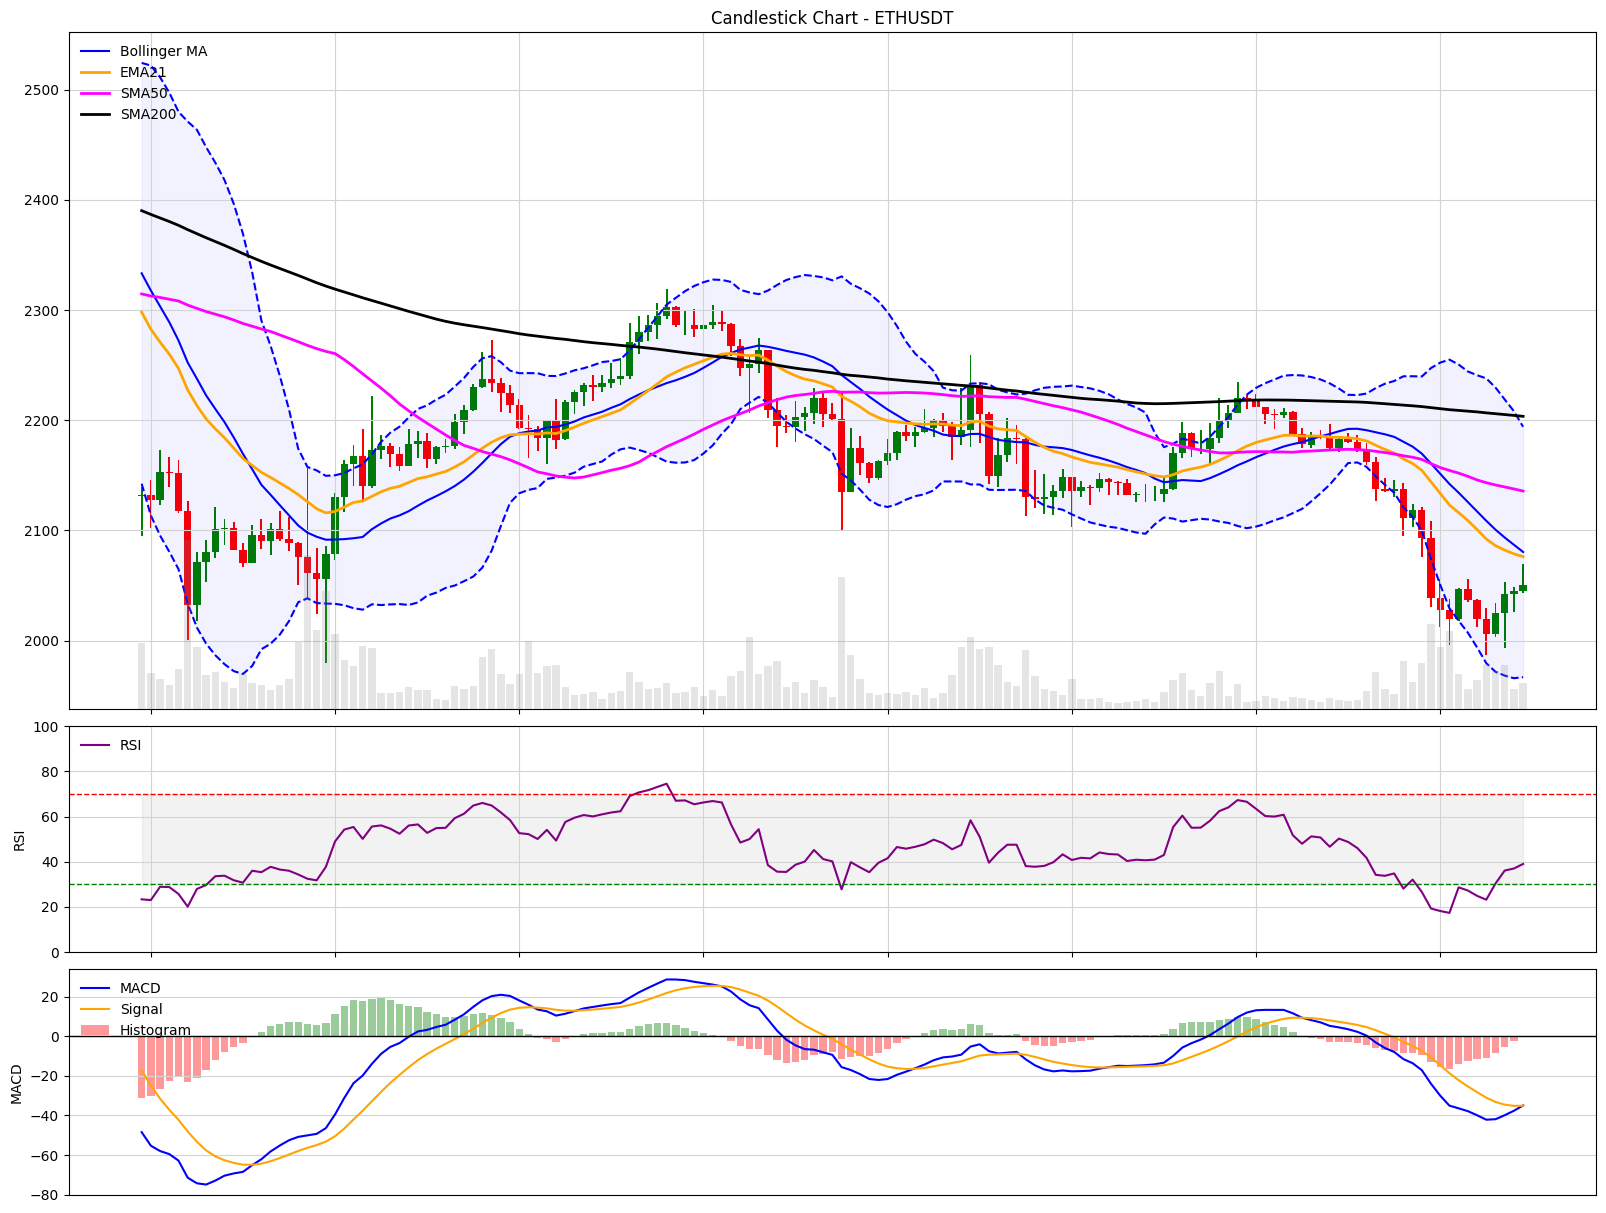 Candlestick Chart - ETHUSDT
Bollinger MA
EMA21
SMA50
SMA200
2500
2400
2300
2200
2100
2000
RSI
100
80
60
40
20
0
RSI
MACD
Signal
Histogram
20
0
−20
−40
−60
−80
MACD